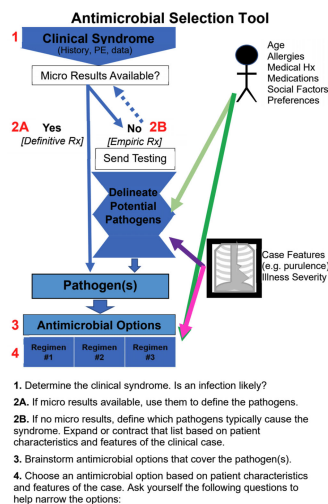 Antimicrobial Selection Tool
1 Clinical Syndrome
(History, PE, data)
Micro Results Available?
Age
Allergies
Medical Hx
Medications
Social Factors
Preferences
2A Yes
[Definitive Rx]
No 2B
[Empiric Rx]
Send Testing
Delineate
Potential
Pathogens
Case Features
(e.g. purulence)
Illness Severity
Pathogen(s)
3 Antimicrobial Options
4 Regimen #1
Regimen #2
Regimen #3
1. Determine the clinical syndrome. Is an infection likely?
2A. If micro results available, use them to define the pathogens.
2B. If no micro results, define which pathogens typically cause the
syndrome. Expand or contract that list based on patient
characteristics and features of the clinical case.
3. Brainstorm antimicrobial options that cover the pathogen(s).
4. Choose an antimicrobial option based on patient characteristics
and features of the case. Ask yourself the following questions to
help narrow the options: